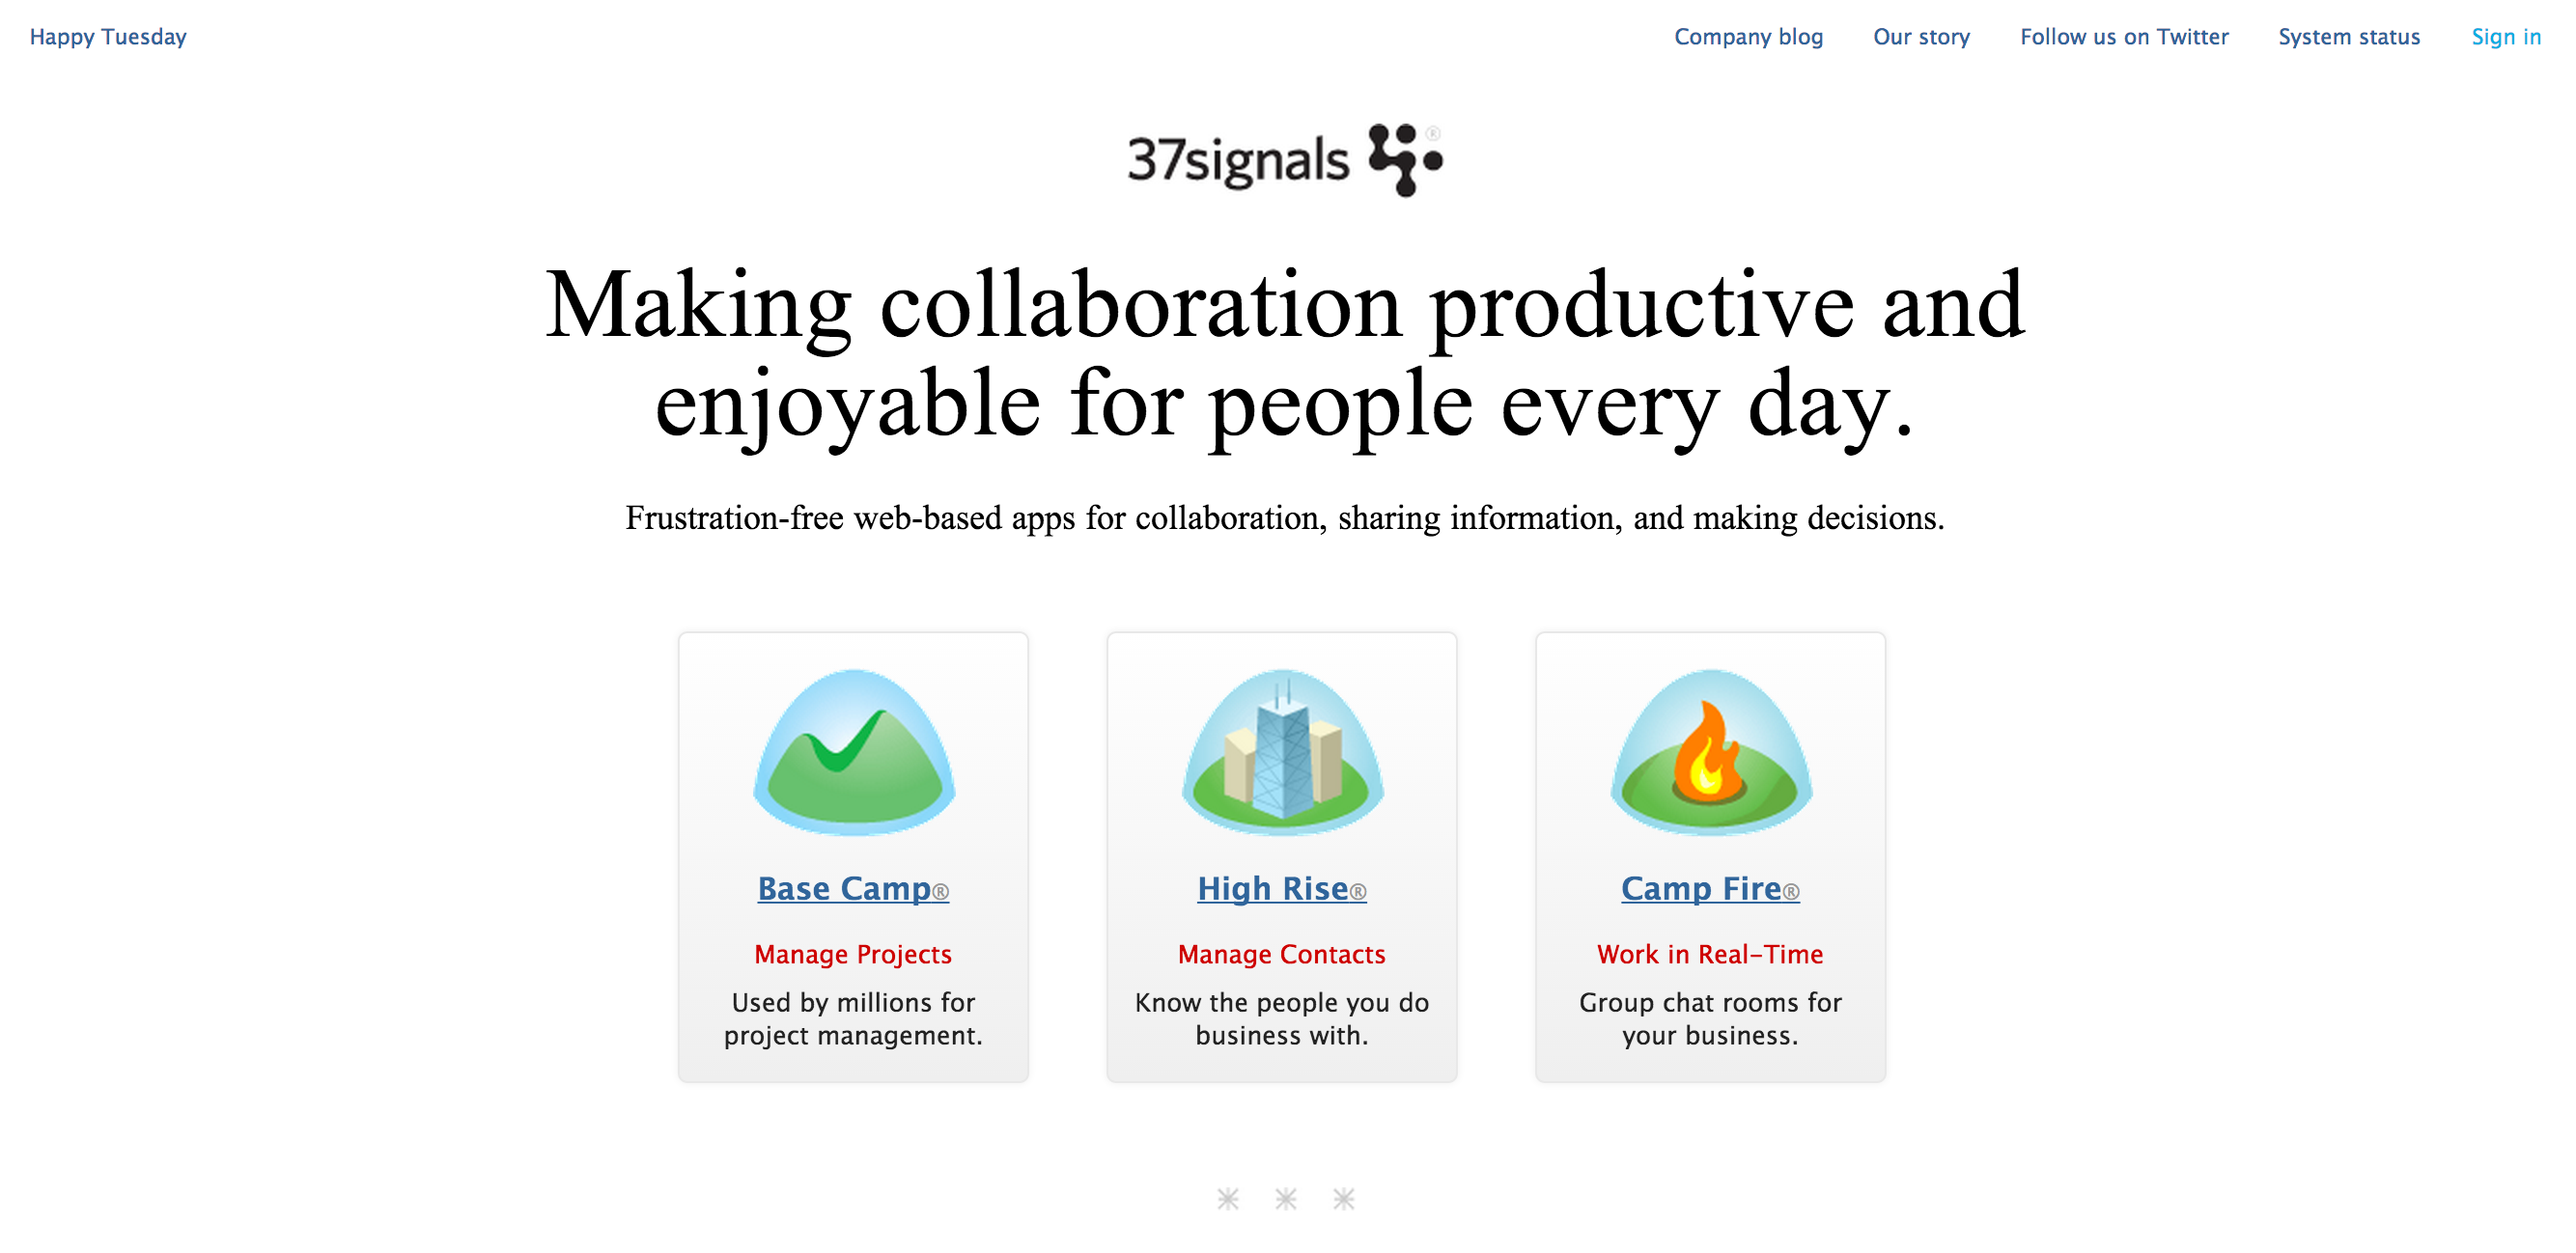 Happy Tuesday
Company blog Our story Follow us on Twitter System status Sign in
37signals ®
Making collaboration productive and
enjoyable for people every day.
Frustration-free web-based apps for collaboration, sharing information, and making decisions.
Base Camp®
Manage Projects
Used by millions for
project management.
High Rise®
Manage Contacts
Know the people you do
business with.
Camp Fire®
Work in Real-Time
Group chat rooms for
your business.